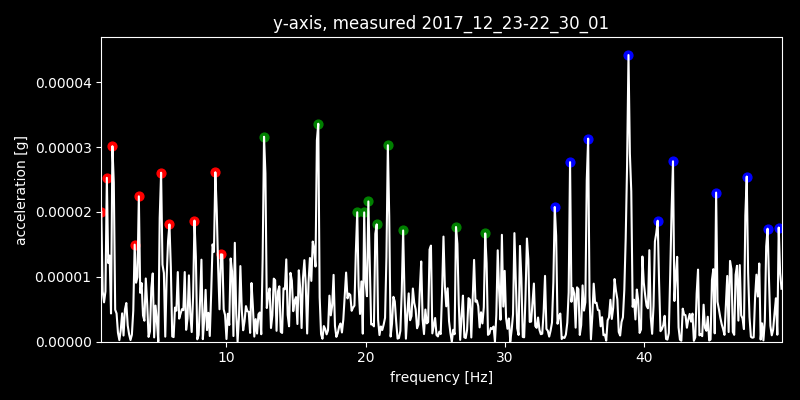 y-axis, measured 2017_12_23-22_30_01
acceleration [g]
0.00004
0.00003
0.00002
0.00001
0.00000
10 20 30 40
frequency [Hz]